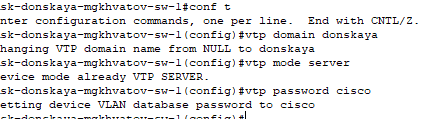 sk-donskaya-mgkhvatov-sw-1#conf t
nter configuration commands, one per line.  End with CNTL/Z.
sk-donskaya-mgkhvatov-sw-1(config)#vtp domain donskaya
hanging VTP domain name from NULL to donskaya
sk-donskaya-mgkhvatov-sw-1(config)#vtp mode server
evice mode already VTP SERVER.
sk-donskaya-mgkhvatov-sw-1(config)#vtp password cisco
etting device VLAN database password to cisco
sk-donskaya-mgkhvatov-sw-1(config)#